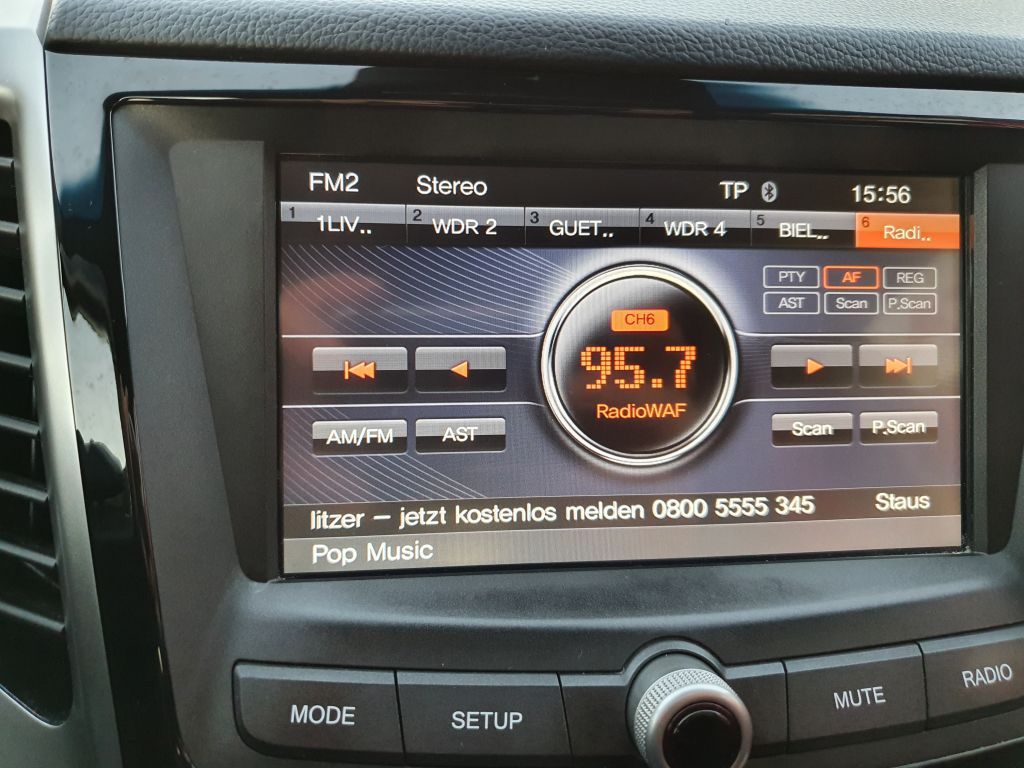 FM2 Stereo TP 15:56
1 1LIV.. 2 WDR 2 3 GUET.. 4 WDR 4 5 BIEL.. 6 Radi..
PTY AF REG
AST Scan P.Scan
CH6
95.7
RadioWAF
AM/FM AST Scan P.Scan
litzer – jetzt kostenlos melden 0800 5555 345 Staus
Pop Music
MODE SETUP MUTE RADIO